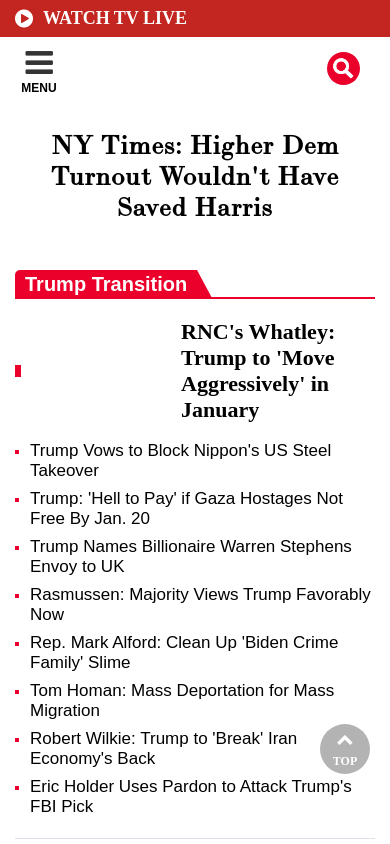 WATCH TV LIVE
MENU
NY Times: Higher Dem
Turnout Wouldn't Have
Saved Harris
Trump Transition
RNC's Whatley:
Trump to 'Move
Aggressively' in
January
Trump Vows to Block Nippon's US Steel
Takeover
Trump: 'Hell to Pay' if Gaza Hostages Not
Free By Jan. 20
Trump Names Billionaire Warren Stephens
Envoy to UK
Rasmussen: Majority Views Trump Favorably
Now
Rep. Mark Alford: Clean Up 'Biden Crime
Family' Slime
Tom Homan: Mass Deportation for Mass
Migration
Robert Wilkie: Trump to 'Break' Iran
Economy's Back
TOP
Eric Holder Uses Pardon to Attack Trump's
FBI Pick